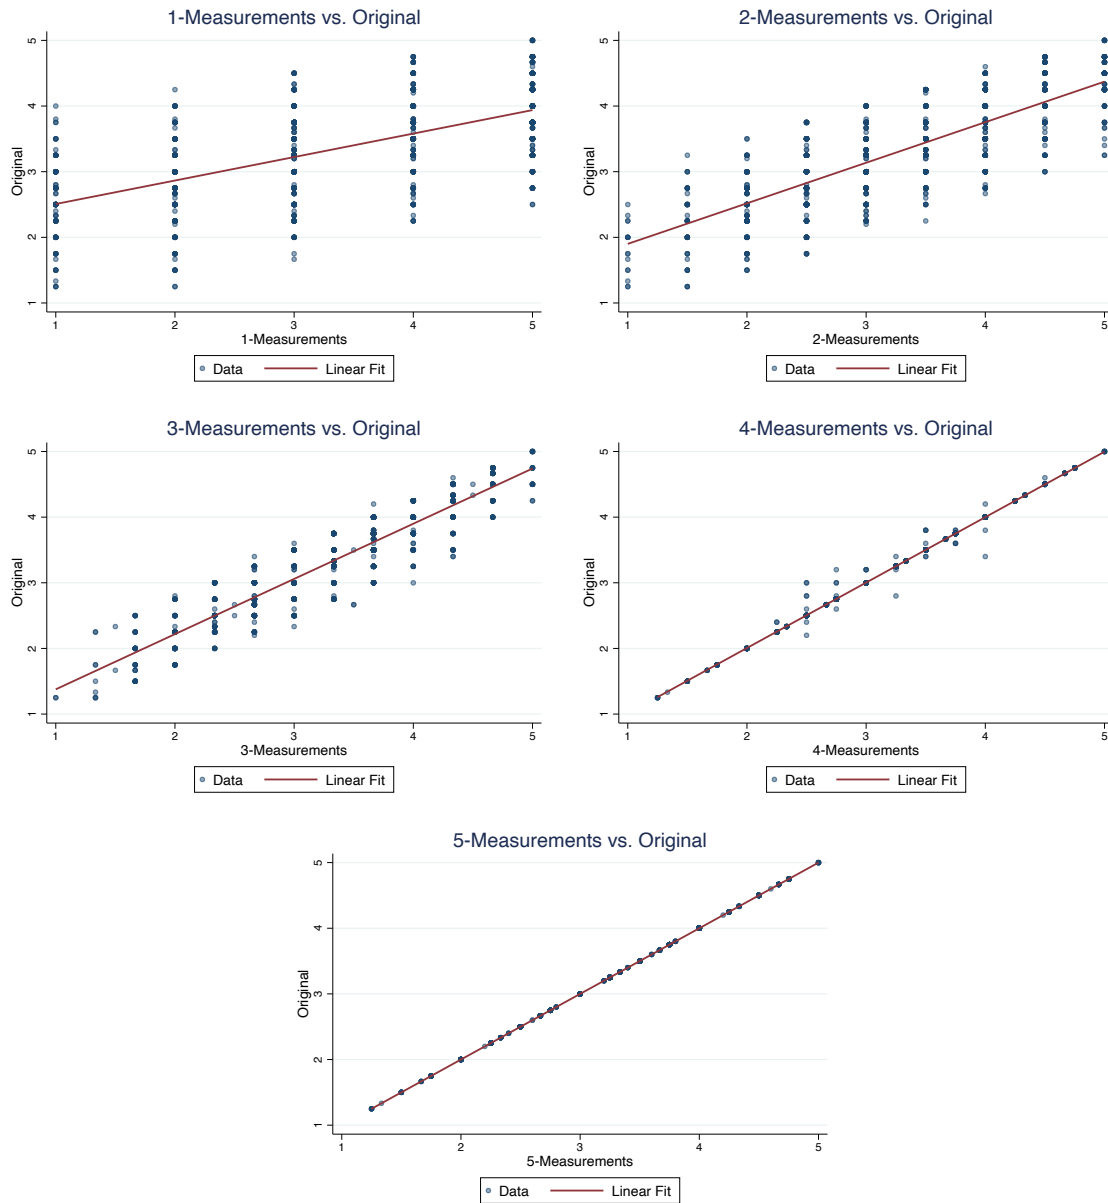 1-Measurements vs. Original
Original
5
4
3
2
1
1 2 3 4 5
1-Measurements
Data Linear Fit
2-Measurements vs. Original
Original
5
4
3
2
1
1 2 3 4 5
2-Measurements
Data Linear Fit
3-Measurements vs. Original
Original
5
4
3
2
1
1 2 3 4 5
3-Measurements
Data Linear Fit
4-Measurements vs. Original
Original
5
4
3
2
1
1 2 3 4 5
4-Measurements
Data Linear Fit
5-Measurements vs. Original
Original
5
4
3
2
1
1 2 3 4 5
5-Measurements
Data Linear Fit